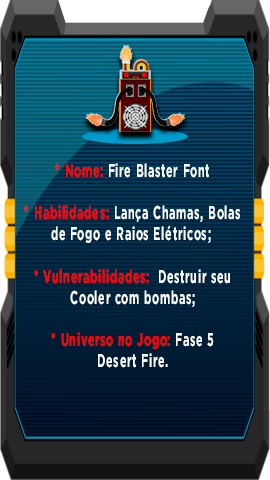 * Nome: Fire Blaster Font
* Habilidades: Lança Chamas, Bolas
de Fogo e Raios Elétricos;
* Vulnerabilidades: Destruir seu
Cooler com bombas;
* Universo no Jogo: Fase 5
Desert Fire.